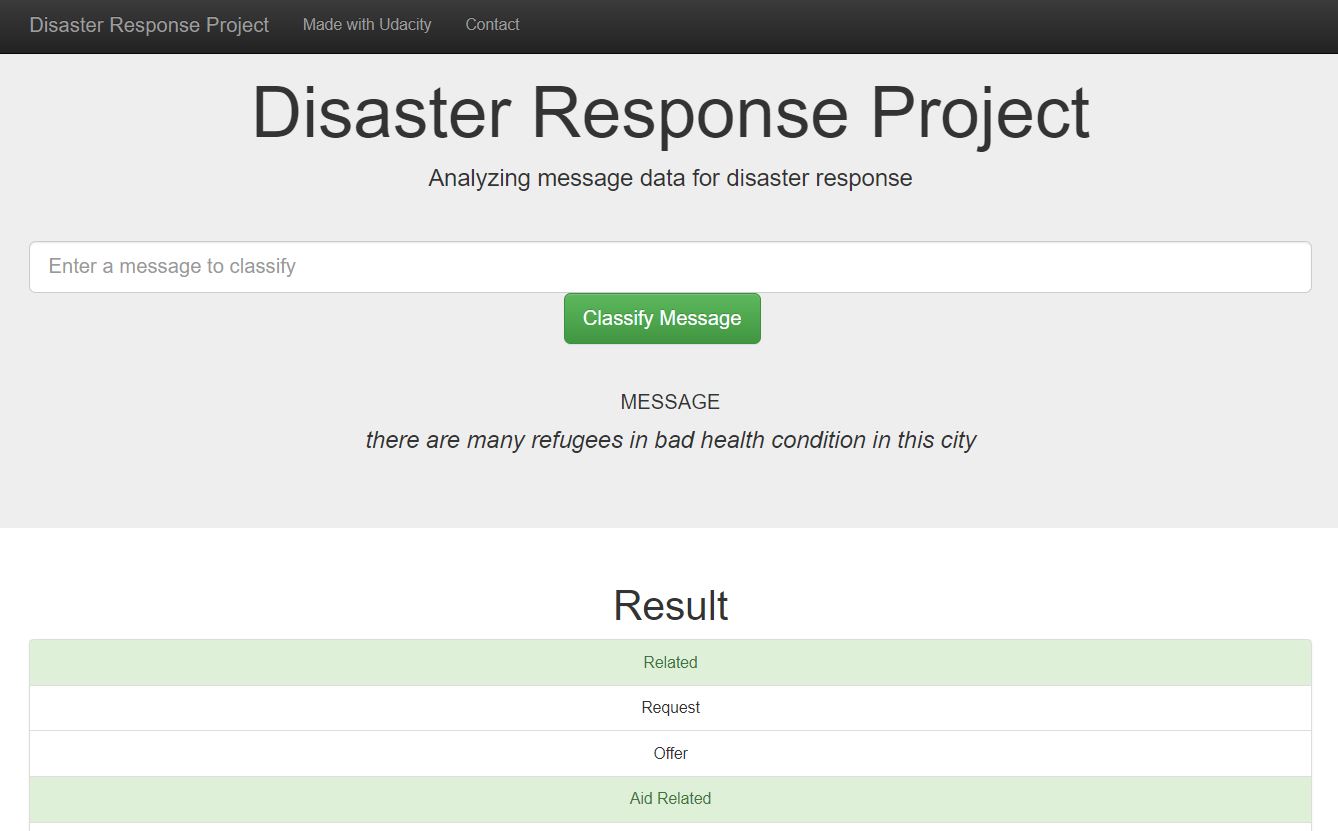 Disaster Response Project Made with Udacity Contact
Disaster Response Project
Analyzing message data for disaster response
Enter a message to classify
Classify Message
MESSAGE
there are many refugees in bad health condition in this city
Result
Related
Request
Offer
Aid Related